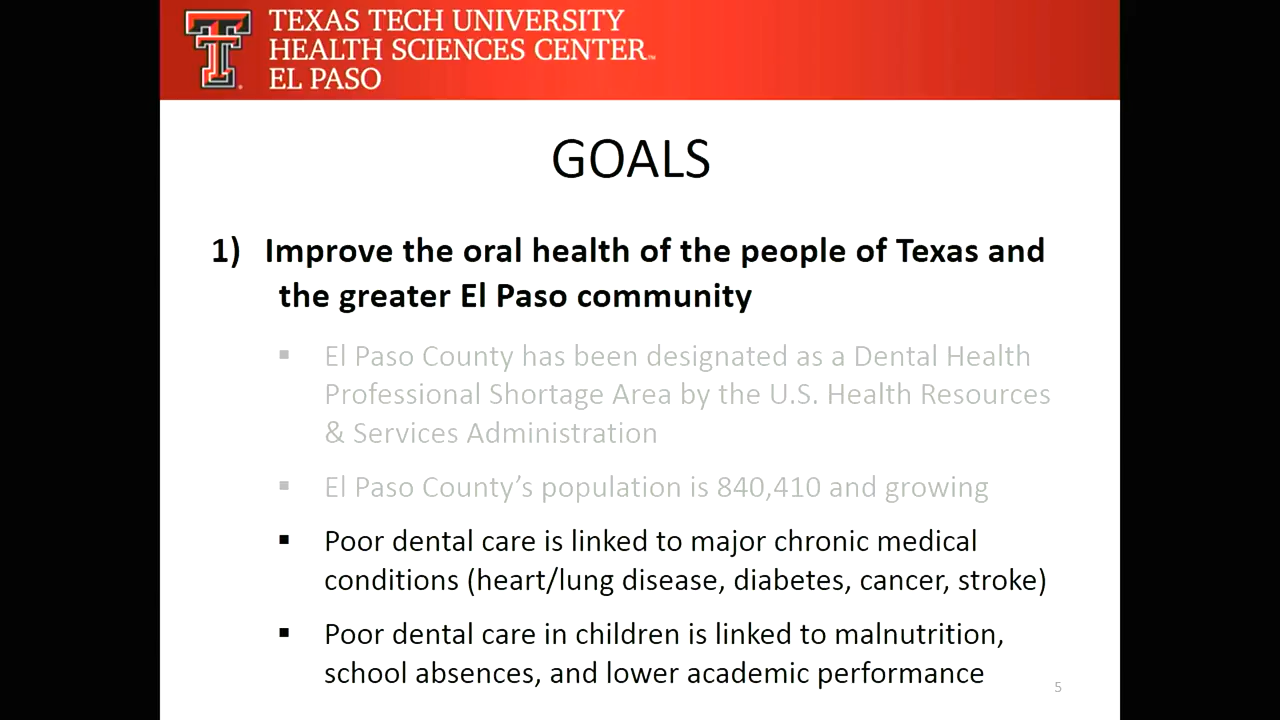 TEXAS TECH UNIVERSITY
HEALTH SCIENCES CENTER™
EL PASO
GOALS
1) Improve the oral health of the people of Texas and
the greater El Paso community
▪ El Paso County has been designated as a Dental Health
Professional Shortage Area by the U.S. Health Resources
& Services Administration
▪ El Paso County’s population is 840,410 and growing
▪ Poor dental care is linked to major chronic medical
conditions (heart/lung disease, diabetes, cancer, stroke)
▪ Poor dental care in children is linked to malnutrition,
school absences, and lower academic performance
5